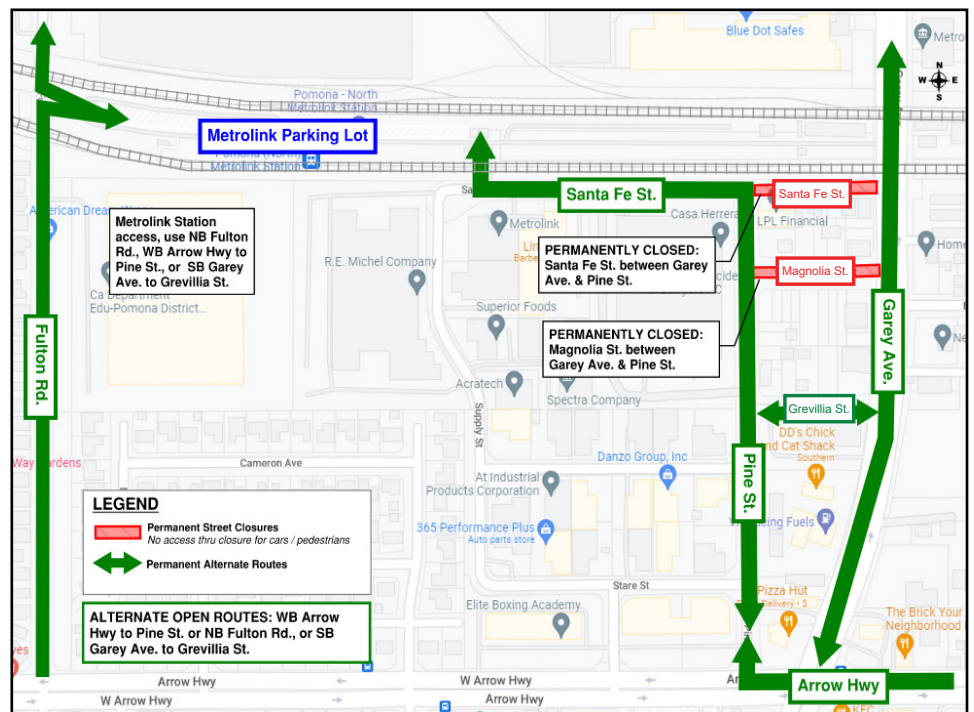 Blue Dot Safes
Metro
N
W E
S
Pomona - North
Metrolink Station
Metrolink Parking Lot
Pomona (North)
Metrolink Station
Santa Fe St.
Santa Fe St.
American Dream
Metrolink Station
access, use NB Fulton
Rd., WB Arrow Hwy to
Pine St., or SB Garey
Ave. to Grevilla St.
Metrolink
Casa Herrera
LPL Financial
PERMANENTLY CLOSED:
Santa Fe St. between Garey
Ave. & Pine St.
Home
R.E. Michel Company
Magnolia St.
Ca Department
Edu-Pomona District...
Superior Foods
PERMANENTLY CLOSED:
Magnolia St. between
Garey Ave. & Pine St.
Fulton Rd.
Garey Ave.
Acratech
Spectra Company
Supply St
Grevillia St.
DD's Chick
nd Cat Shack
Southern
Way Gardens
Cameron Ave
Danzo Group, Inc
Pine St.
At Industrial
Products Corporation
LEGEND
Permanent Street Closures
No access thru closure for cars / pedestrians
Permanent Alternate Routes
365 Performance Plus
Auto parts store
ing Fuels
Stare St
Pizza Hut
Delivery • $
Elite Boxing Academy
The Brick Your
Neighborhood
ALTERNATE OPEN ROUTES: WB Arrow
Hwy to Pine St. or NB Fulton Rd., or SB
Garey Ave. to Grevilla St.
Arrow Hwy
W Arrow Hwy
Arrow Hwy
W Arrow Hwy
Arrow Hwy
KFC